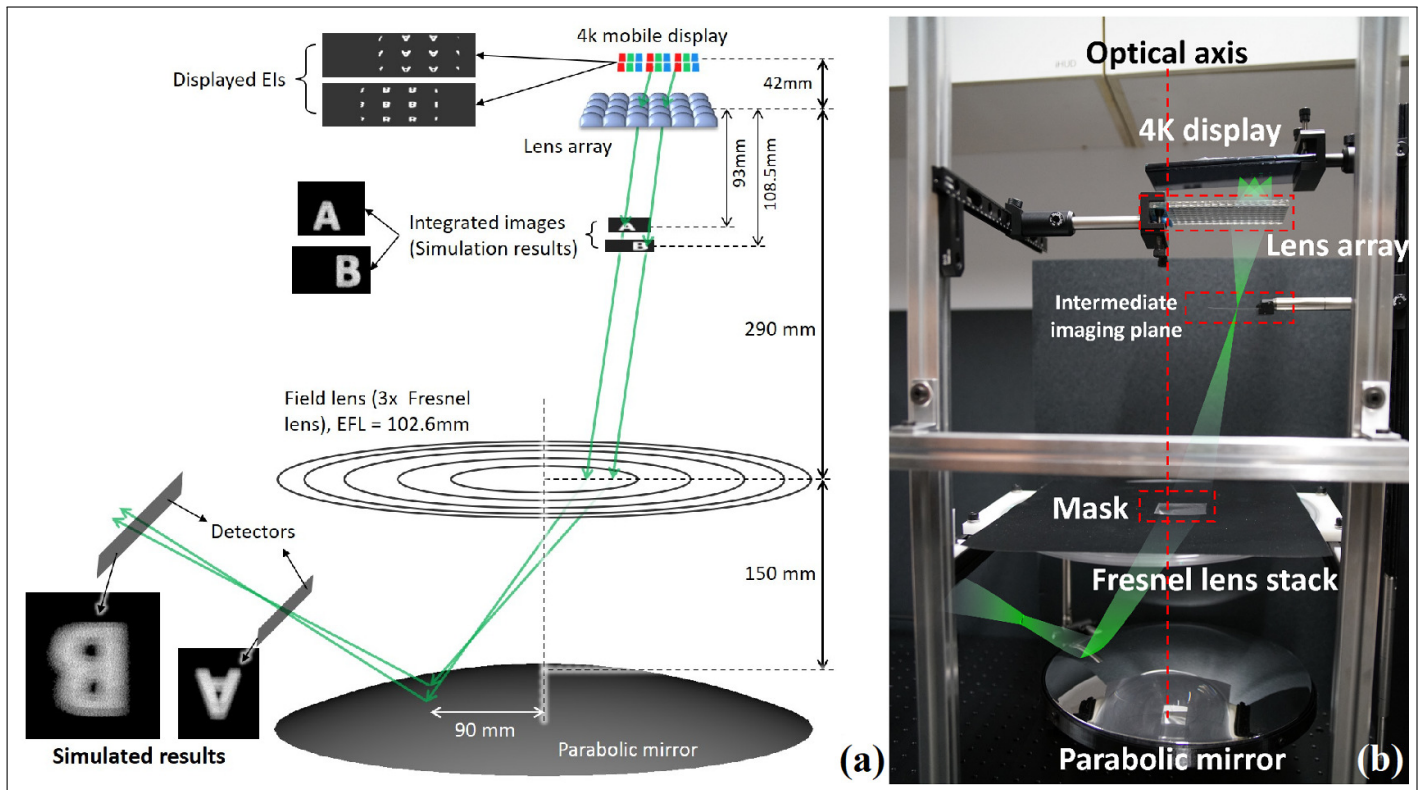 4k mobile display
Displayed EIs
42mm
Lens array
93mm
108.5mm
A
B
Integrated images
(Simulation results)
A
B
290 mm
Field lens (3x Fresnel
lens), EFL = 102.6mm
Detectors
150 mm
B
A
Simulated results
90 mm
Parabolic mirror
(a)
Optical axis
4K display
Lens array
Intermediate
imaging plane
Mask
Fresnel lens stack
Parabolic mirror
(b)